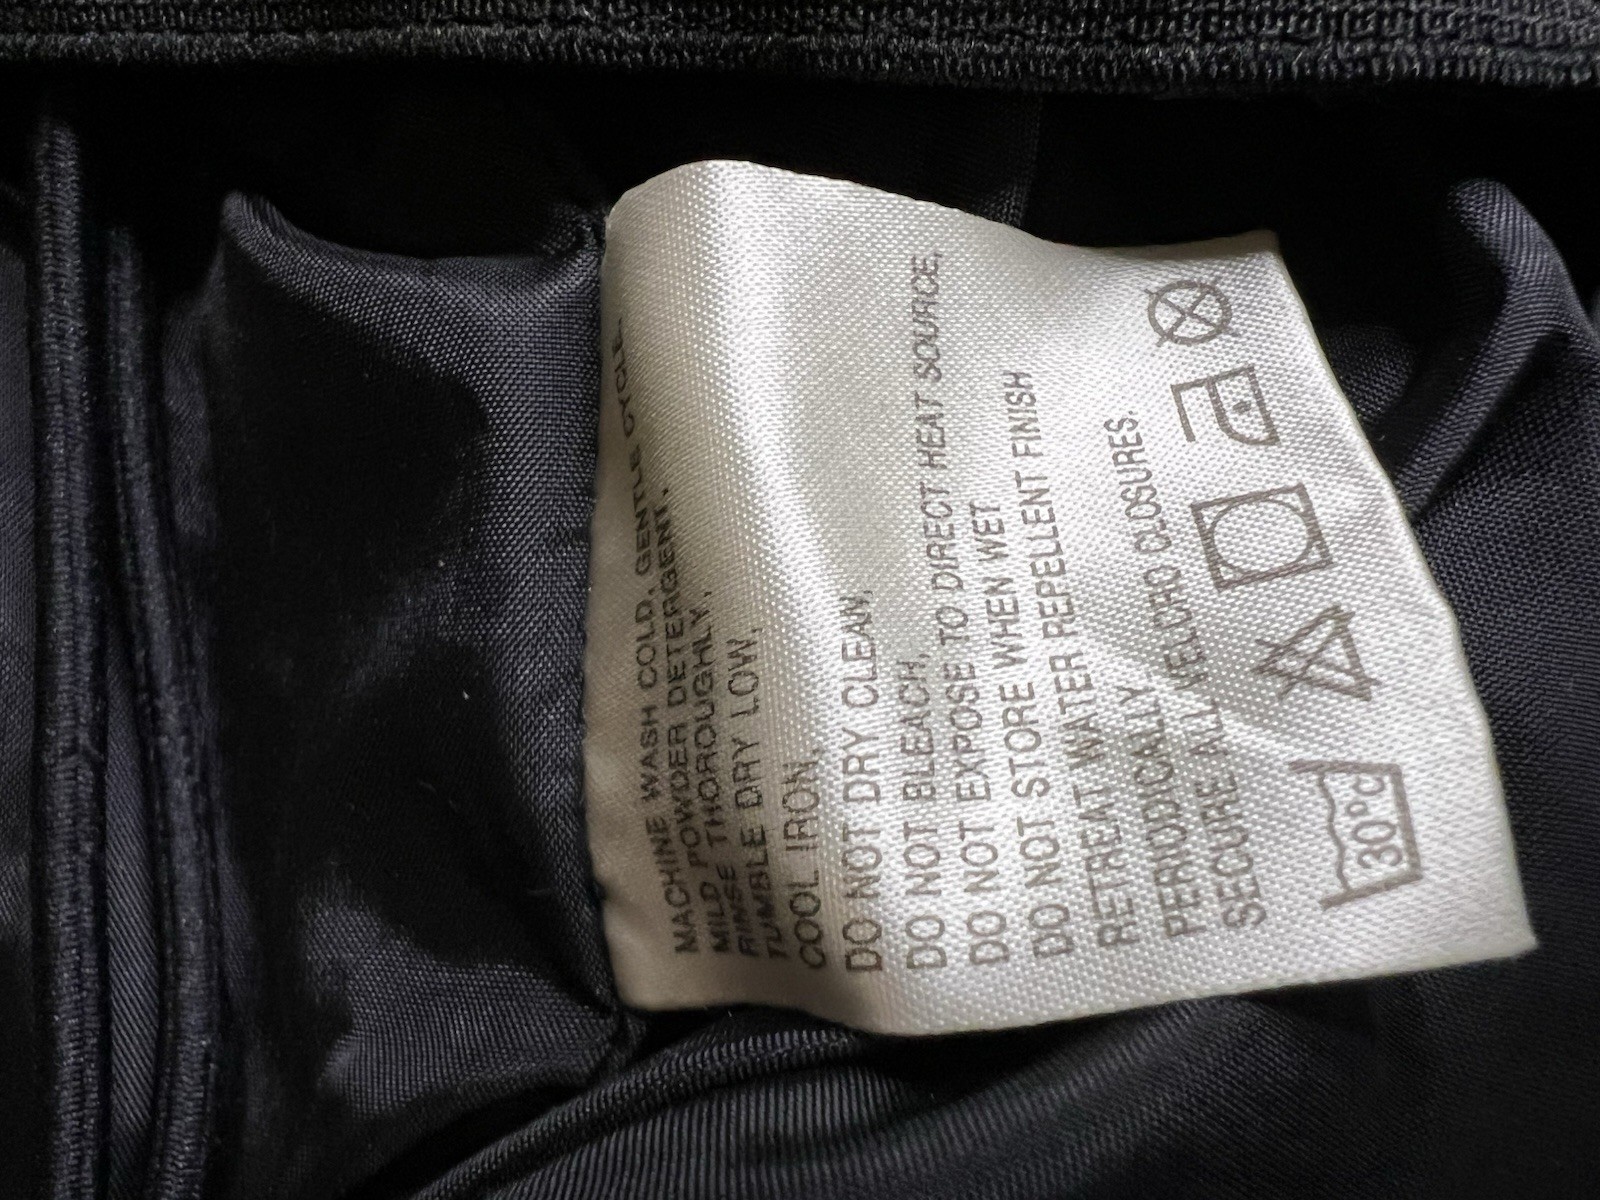 MACHINE WASH COLD, GENTLE CYCLE.
MILD POWDER DETERGENT.
RINSE THOROUGHLY,
TUMBLE DRY LOW,
COOL IRON,
DO NOT DRY CLEAN,
DO NOT BLEACH,
DO NOT EXPOSE TO DIRECT HEAT SOURCE,
DO NOT STORE WHEN WET
RETREAT WATER REPELLENT FINISH
PERIODICALLY.
SECURE ALL VELCRO CLOSURES.
30°C